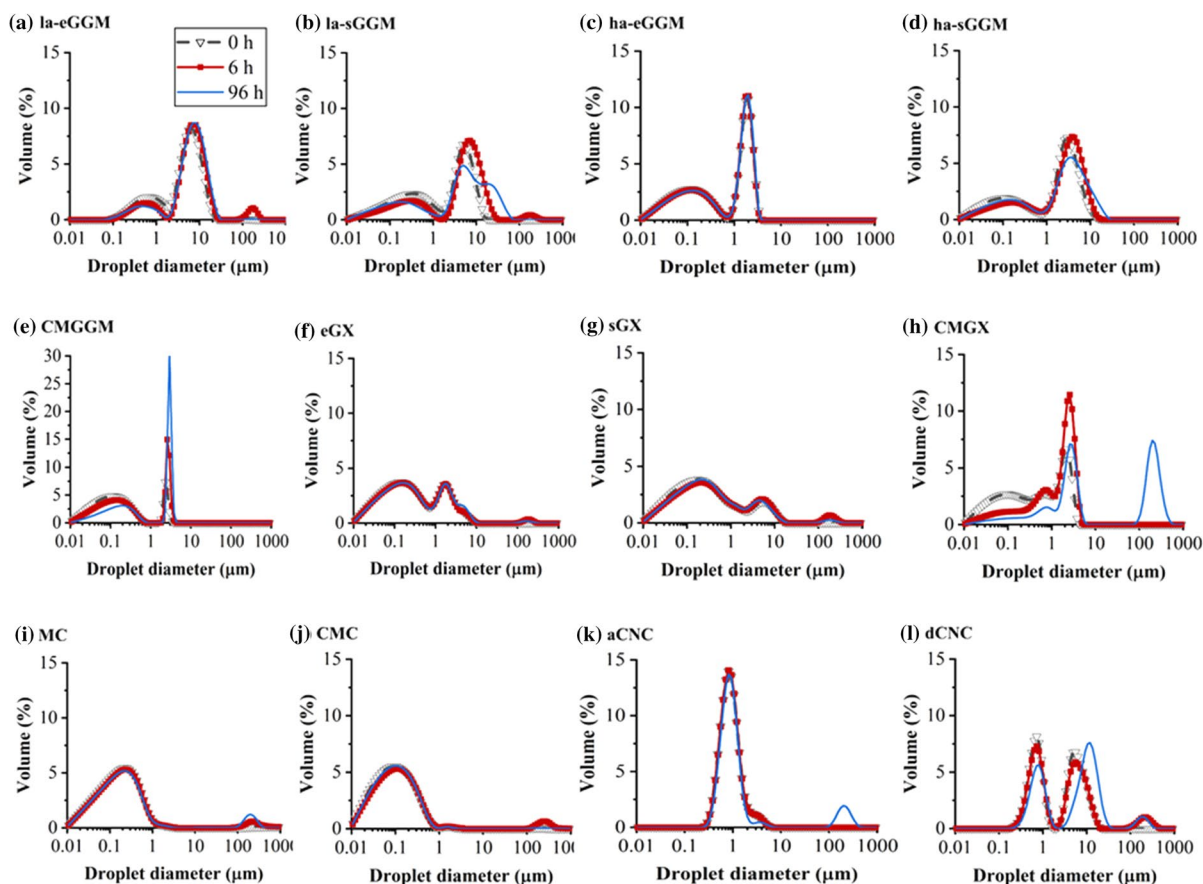 (a) la-eGGM (b) la-sGGM (c) ha-eGGM (d) ha-sGGM
0 h
6 h
96 h
15 15 15 15
10 10 10 10
5 5 5 5
0 0 0 0
Volume (%) Volume (%) Volume (%) Volume (%)
0.01 0.1 1 10 100 10 0.01 0.1 1 10 100 1000 0.01 0.1 1 10 100 1000 0.01 0.1 1 10 100 1000
Droplet diameter (μm) Droplet diameter (μm) Droplet diameter (μm) Droplet diameter (μm)
(e) CMGGM (f) eGX (g) sGX (h) CMGX
30 15 15 15
25
20 10 10 10
15
10 5 5 5
5
0 0 0 0
Volume (%) Volume (%) Volume (%) Volume (%)
0.01 0.1 1 10 100 1000 0.01 0.1 1 10 100 1000 0.01 0.1 1 10 100 1000 0.01 0.1 1 10 100 1000
Droplet diameter (μm) Droplet diameter (μm) Droplet diameter (μm) Droplet diameter (μm)
(i) MC (j) CMC (k) aCNC (l) dCNC
15 15 15 15
10 10 10 10
5 5 5 5
0 0 0 0
Volume (%) Volume (%) Volume (%) Volume (%)
0.01 0.1 1 10 100 1000 0.01 0.1 1 10 100 0.01 0.1 1 10 100 1000 0.01 0.1 1 10 100 1000
Droplet diameter (μm) Droplet diameter (μm) Droplet diameter (μm) Droplet diameter (μm)